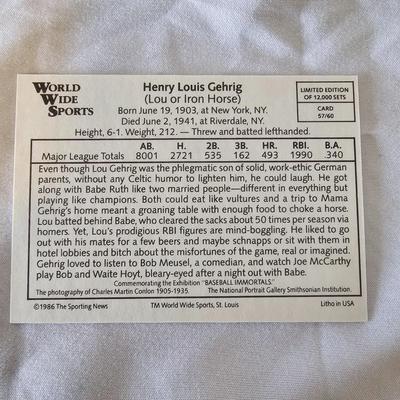 WORLD
WIDE
SPORTS
Henry Louis Gehrig
(Lou or Iron Horse)
Born June 19, 1903, at New York, NY.
Died June 2, 1941, at Riverdale, NY.
Height, 6-1. Weight, 212. — Threw and batted lefthanded.
LIMITED EDITION
OF 12,000 SETS
CARD
57/60
AB. H. 2B. 3B. HR. RBI. B.A.
Major League Totals 8001 2721 535 162 493 1990 .340
Even though Lou Gehrig was the phlegmatic son of solid, work-ethic German
parents, without any Celtic humor to lighten him, he could laugh. He got
along with Babe Ruth like two married people—different in everything but
playing like champions. Both could eat like vultures and a trip to Mama
Gehrig's home meant a groaning table with enough food to choke a horse.
Lou batted behind Babe, who cleared the sacks about 50 times per season via
homers. Yet, Lou's prodigious RBI figures are mind-boggling. He liked to go
out with his mates for a few beers and maybe schnapps or sit with them in
hotel lobbies and bitch about the misfortunes of the game, real or imagined.
Gehrig loved to listen to Bob Meusel, a comedian, and watch Joe McCarthy
play Bob and Waite Hoyt, bleary-eyed after a night out with Babe.
Commemorating the Exhibition "BASEBALL IMMORTALS."
The photography of Charles Martin Conlon 1905-1935. The National Portrait Gallery Smithsonian Institution.
©1986 The Sporting News TM World Wide Sports, St. Louis Litho in USA